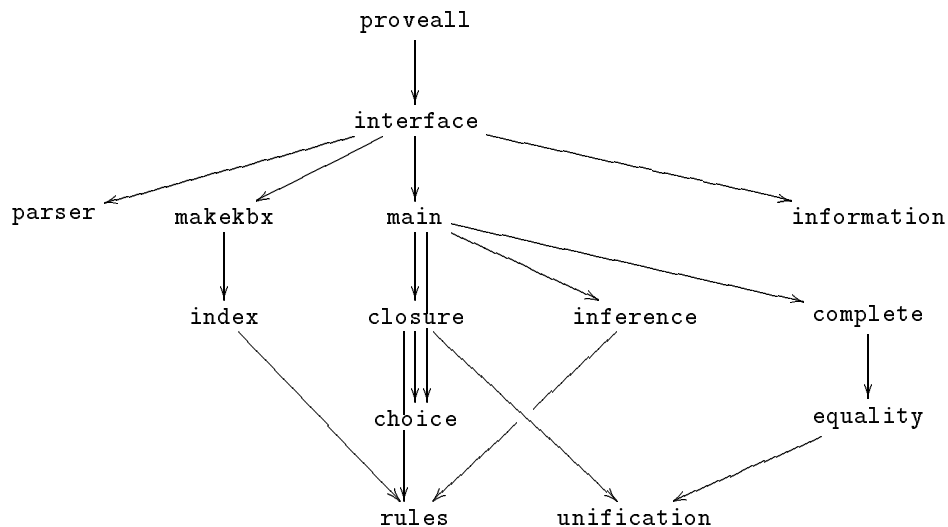 proveall
interface
parser
makekbx
main
information
index
closure
inference
complete
choice
equality
rules
unification